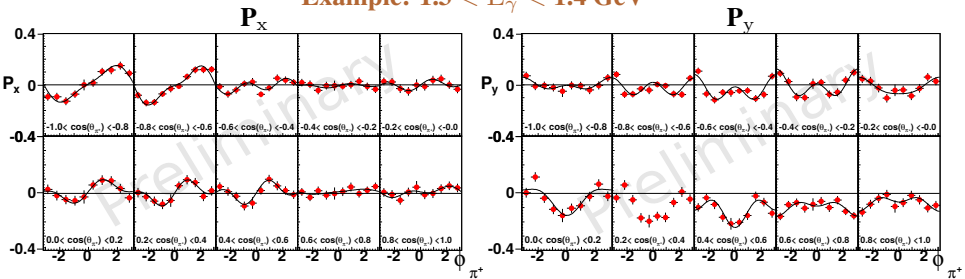 Example: 1.3 < Eγ < 1.4 GeV
Px Py
0.4 0.4
Px 0 Py 0
-1.0< cos(θπ+) <-0.8 -0.8< cos(θπ+) <-0.6 -0.6< cos(θπ+) <-0.4 -0.4< cos(θπ+) <-0.2 -0.2< cos(θπ+) <-0.0 -1.0< cos(θπ+) <-0.8 -0.8< cos(θπ+) <-0.6 -0.6< cos(θπ+) <-0.4 -0.4< cos(θπ+) <-0.2 -0.2< cos(θπ+) <-0.0
-0.4 -0.4
Preliminary Preliminary
0 0
0.0< cos(θπ+) <0.2 0.2< cos(θπ+) <0.4 0.4< cos(θπ+) <0.6 0.6< cos(θπ+) <0.8 0.8< cos(θπ+) <1.0 0.0< cos(θπ+) <0.2 0.2< cos(θπ+) <0.4 0.4< cos(θπ+) <0.6 0.6< cos(θπ+) <0.8 0.8< cos(θπ+) <1.0
-0.4 -0.4
-2 0 2 -2 0 2 -2 0 2 -2 0 2 -2 0 2 ϕπ+ -2 0 2 -2 0 2 -2 0 2 -2 0 2 -2 0 2 ϕπ+